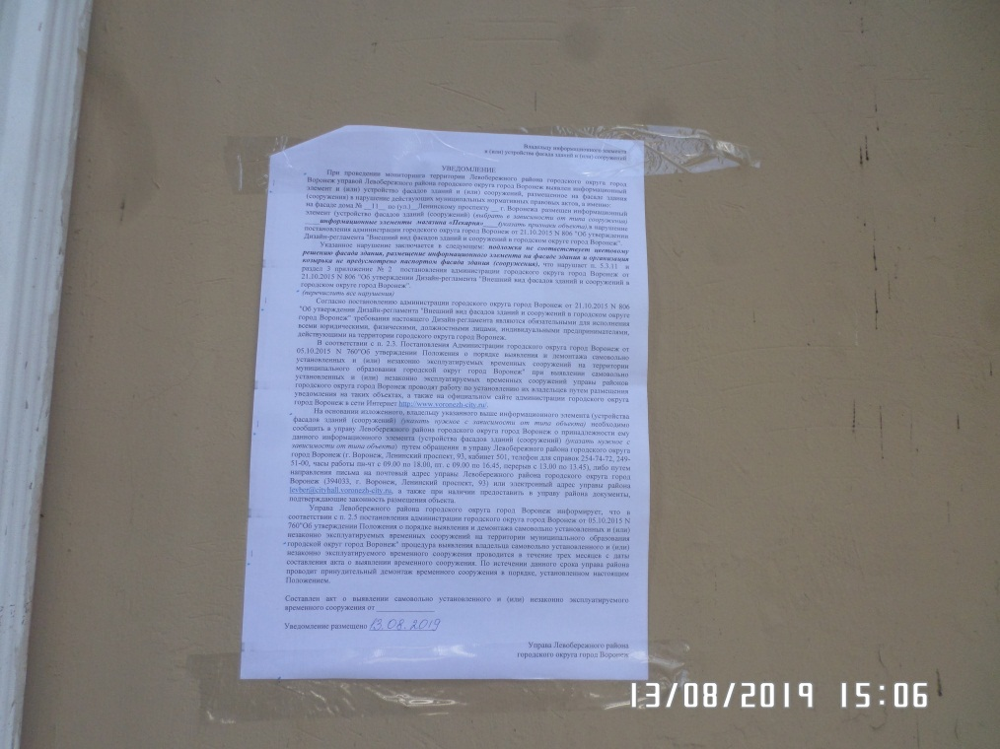 Владельцу информационного элемента
и (или) устройства фасада зданий и (или) сооружений
УВЕДОМЛЕНИЕ
При проведении мониторинга территории Левобережного района городского округа город
Воронеж управой Левобережного района городского округа город Воронеж выявлен информационный
элемент и (или) устройство фасадов зданий и (или) сооружений, размещенное на фасаде здания
(сооружения) в нарушение действующих муниципальных нормативных правовых актов, а именно:
на фасаде дома № __11__ по (ул.)__Ленинскому проспекту __ г. Воронежа размещен информационный
элемент (устройство фасадов зданий (сооружений) (выбрать в зависимости от типа сооружения)
____информационные элементы магазина «Пекарня»____(указать признаки объекта) в нарушение
постановления администрации городского округа город Воронеж от 21.10.2015 N 806 "Об утверждении
Дизайн-регламента "Внешний вид фасадов зданий и сооружений в городском округе город Воронеж".
Указанное нарушение заключается в следующем: подложка не соответствует цветовому
решению фасада здания, размещение информационного элемента на фасаде здания и организация
козырька не предусмотрено паспортом фасада здания (сооружения), что нарушает п. 5.3.11 и
раздел 3 приложение № 2 постановления администрации городского округа город Воронеж от
21.10.2015 N 806 "Об утверждении Дизайн-регламента "Внешний вид фасадов зданий и сооружений в
городском округе город Воронеж".
(перечислить все нарушения)
Согласно постановлению администрации городского округа город Воронеж от 21.10.2015 N 806
"Об утверждении Дизайн-регламента "Внешний вид фасадов зданий и сооружений в городском округе
город Воронеж" требования настоящего Дизайн-регламента являются обязательными для исполнения
всеми юридическими, физическими, должностными лицами, индивидуальными предпринимателями,
действующими на территории городского округа город Воронеж.
В соответствии с п. 2.3. Постановления Администрации городского округа город Воронеж от
05.10.2015 N 760"Об утверждении Положения о порядке выявления и демонтажа самовольно
установленных и (или) незаконно эксплуатируемых временных сооружений на территории
муниципального образования городской округ город Воронеж" при выявлении самовольно
установленных и (или) незаконно эксплуатируемых временных сооружений управы районов
городского округа город Воронеж проводят работу по установлению их владельцев путем размещения
уведомления на таких объектах, а также на официальном сайте администрации городского округа
город Воронеж в сети Интернет http://www.voronezh-city.ru/.
На основании изложенного, владельцу указанного выше информационного элемента (устройства
фасадов зданий (сооружений) (указать нужное с зависимости от типа объекта) необходимо
сообщить в управу Левобережного района городского округа город Воронеж о принадлежности ему
данного информационного элемента (устройства фасадов зданий (сооружений) (указать нужное с
зависимости от типа объекта) путем обращения в управу Левобережного района городского округа
город Воронеж (г. Воронеж, Ленинский проспект, 93, кабинет 501, телефон для справок 254-74-72, 249-
51-00, часы работы пн-чт с 09.00 по 18.00, пт. с 09.00 по 16.45, перерыв с 13.00 по 13.45), либо путем
направления письма на почтовый адрес управы Левобережного района городского округа город
Воронеж (394033, г. Воронеж, Ленинский проспект, 93) или электронный адрес управы района
levber@cityhall.voronezh-city.ru, а также при наличии предоставить в управу района документы,
подтверждающие законность размещения объекта.
Управа Левобережного района городского округа город Воронеж информирует, что в
соответствии с п. 2.5 постановления администрации городского округа город Воронеж от 05.10.2015 N
760"Об утверждении Положения о порядке выявления и демонтажа самовольно установленных и (или)
незаконно эксплуатируемых временных сооружений на территории муниципального образования
городской округ город Воронеж" процедура выявления владельца самовольно установленного и (или)
незаконно эксплуатируемого временного сооружения проводится в течение трех месяцев с даты
составления акта о выявлении временного сооружения. По истечении данного срока управа района
проводит принудительный демонтаж временного сооружения в порядке, установленном настоящим
Положением.
Составлен акт о выявлении самовольно установленного и (или) незаконно эксплуатируемого
временного сооружения от _______________
Уведомление размещено 13.08.2019
Управа Левобережного района
городского округа город Воронеж
13/08/2019 15:06